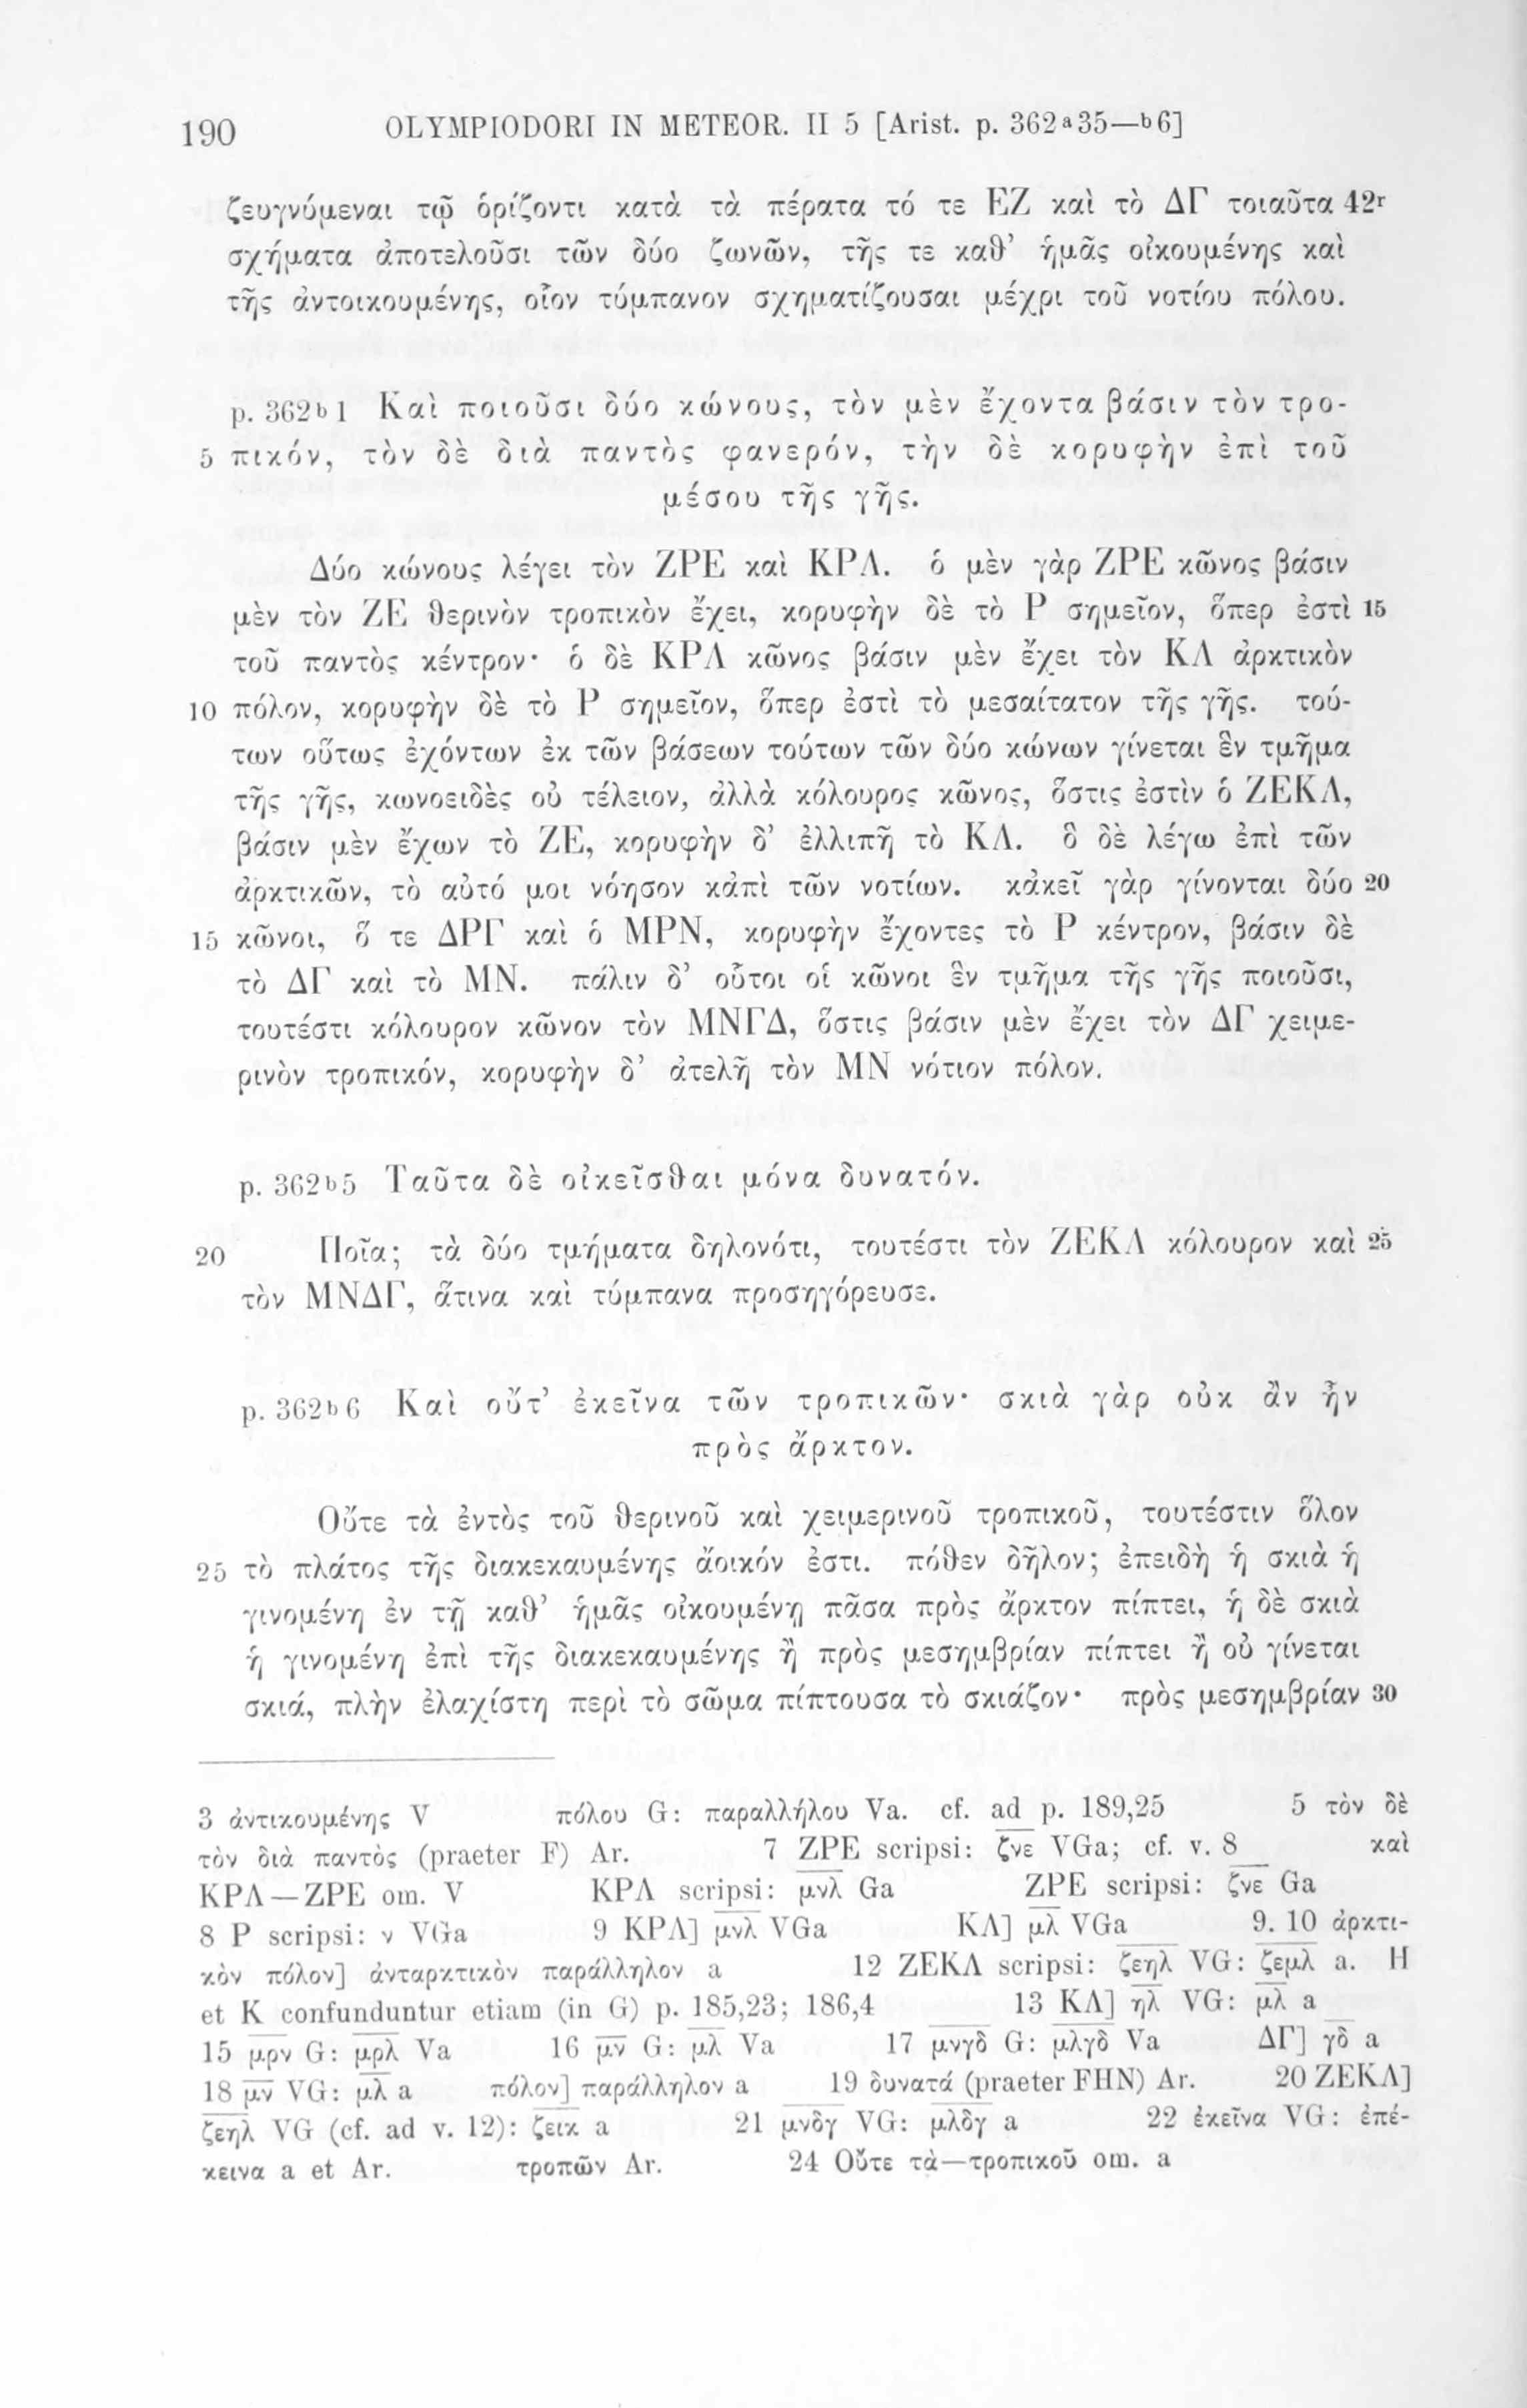 190 OLYMPIODORI IN METEOR. II 5 [Arist. p. 362ᵃ35—ᵇ6]
ζευγνύμεναι τῷ ὁρίζοντι κατὰ τὰ πέρατα τό τε ΕΖ καὶ τὸ ΔΓ τοιαῦτα 42ʳ
σχήματα ἀποτελοῦσι τῶν δύο ζωνῶν, τῆς τε καθ’ ἡμᾶς οἰκουμένης καὶ
τῆς ἀντοικουμένης, οἷον τύμπανον σχηματίζουσαι μέχρι τοῦ νοτίου πόλου.
p. 362ᵇ1 Καὶ ποιοῦσι δύο κώνους, τὸν μὲν ἔχοντα βάσιν τὸν τρο-
5 πικόν, τὸν δὲ διὰ παντὸς φανερόν, τὴν δὲ κορυφὴν ἐπὶ τοῦ
μέσου τῆς γῆς.
Δύο κώνους λέγει τὸν ΖΡΕ καὶ ΚΡΛ. ὁ μὲν γὰρ ΖΡΕ κῶνος βάσιν
μὲν τὸν ΖΕ θερινὸν τροπικὸν ἔχει, κορυφὴν δὲ τὸ Ρ σημεῖον, ὅπερ ἐστὶ 15
τοῦ παντὸς κέντρον· ὁ δὲ ΚΡΛ κῶνος βάσιν μὲν ἔχει τὸν ΚΛ ἀρκτικὸν
10 πόλον, κορυφὴν δὲ τὸ Ρ σημεῖον, ὅπερ ἐστὶ τὸ μεσαίτατον τῆς γῆς. τού-
των οὕτως ἐχόντων ἐκ τῶν βάσεων τούτων τῶν δύο κώνων γίνεται ἓν τμῆμα
τῆς γῆς, κωνοειδὲς οὐ τέλειον, ἀλλὰ κόλουρος κῶνος, ὅστις ἐστὶν ὁ ΖΕΚΛ,
βάσιν μὲν ἔχων τὸ ΖΕ, κορυφὴν δ’ ἐλλιπῆ τὸ ΚΛ. ὃ δὲ λέγω ἐπὶ τῶν
ἀρκτικῶν, τὸ αὐτό μοι νόησον κἀπὶ τῶν νοτίων. κἀκεῖ γὰρ γίνονται δύο 20
15 κῶνοι, ὅ τε ΔΡΓ καὶ ὁ ΜΡΝ, κορυφὴν ἔχοντες τὸ Ρ κέντρον, βάσιν δὲ
τὸ ΔΓ καὶ τὸ ΜΝ. πάλιν δ’ οὗτοι οἱ κῶνοι ἓν τμῆμα τῆς γῆς ποιοῦσι,
τουτέστι κόλουρον κῶνον τὸν ΜΝΓΔ, ὅστις βάσιν μὲν ἔχει τὸν ΔΓ χειμε-
ρινὸν τροπικόν, κορυφὴν δ’ ἀτελῆ τὸν ΜΝ νότιον πόλον.
p. 362ᵇ5 Ταῦτα δὲ οἰκεῖσθαι μόνα δυνατόν.
20 Ποῖα; τὰ δύο τμήματα δηλονότι, τουτέστι τὸν ΖΕΚΛ κόλουρον καὶ 25
τὸν ΜΝΔΓ, ἅτινα καὶ τύμπανα προσηγόρευσε.
p. 362ᵇ6 Καὶ οὔτ’ ἐκεῖνα τῶν τροπικῶν· σκιὰ γὰρ οὐκ ἂν ἦν
πρὸς ἄρκτον.
Οὔτε τὰ ἐντὸς τοῦ θερινοῦ καὶ χειμερινοῦ τροπικοῦ, τουτέστιν ὅλον
25 τὸ πλάτος τῆς διακεκαυμένης ἄοικόν ἐστι. πόθεν δῆλον; ἐπειδὴ ἡ σκιὰ ἡ
γινομένη ἐν τῇ καθ’ ἡμᾶς οἰκουμένῃ πᾶσα πρὸς ἄρκτον πίπτει, ἡ δὲ σκιὰ
ἡ γινομένη ἐπὶ τῆς διακεκαυμένης ἢ πρὸς μεσημβρίαν πίπτει ἢ οὐ γίνεται
σκιά, πλὴν ἐλαχίστη περὶ τὸ σῶμα πίπτουσα τὸ σκιάζον· πρὸς μεσημβρίαν 30
3 ἀντικουμένης V πόλου G: παραλλήλου Va. cf. ad p. 189,25 5 τὸν δὲ
τὸν διὰ παντὸς (praeter F) Ar. 7 ΖΡΕ scripsi: ζνε VGa; cf. v. 8 καὶ
ΚΡΛ—ΖΡΕ om. V ΚΡΛ scripsi: μνλ Ga ΖΡΕ scripsi: ζνε Ga
8 Ρ scripsi: ν VGa 9 ΚΡΛ] μνλ VGa ΚΛ] μλ VGa 9. 10 ἀρκτι-
κὸν πόλον] ἀνταρκτικὸν παράλληλον a 12 ΖΕΚΛ scripsi: ζεηλ VG: ζεμλ a. H
et K confunduntur etiam (in G) p. 185,23; 186,4 13 ΚΛ] ηλ VG: μλ a
15 μρν G: μρλ Va 16 μν G: μλ Va 17 μνγδ G: μλγδ Va ΔΓ] γδ a
18 μν VG: μλ a πόλον] παράλληλον a 19 δυνατά (praeter FHN) Ar. 20 ΖΕΚΛ]
ζεηλ VG (cf. ad v. 12): ζεικ a 21 μνδγ VG: μλδγ a 22 ἐκεῖνα VG: ἐπέ-
κεινα a et Ar. τροπῶν Ar. 24 Οὔτε τὰ—τροπικοῦ om. a